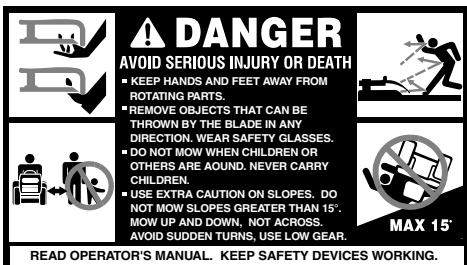 DANGER
AVOID SERIOUS INJURY OR DEATH
▪ KEEP HANDS AND FEET AWAY FROM
ROTATING PARTS.
▪ REMOVE OBJECTS THAT CAN BE
THROWN BY THE BLADE IN ANY
DIRECTION. WEAR SAFETY GLASSES.
▪ DO NOT MOW WHEN CHILDREN OR
OTHERS ARE AOUND. NEVER CARRY
CHILDREN.
▪ USE EXTRA CAUTION ON SLOPES. DO
NOT MOW SLOPES GREATER THAN 15°.
MOW UP AND DOWN, NOT ACROSS.
AVOID SUDDEN TURNS, USE LOW GEAR.
MAX 15°
READ OPERATOR'S MANUAL. KEEP SAFETY DEVICES WORKING.